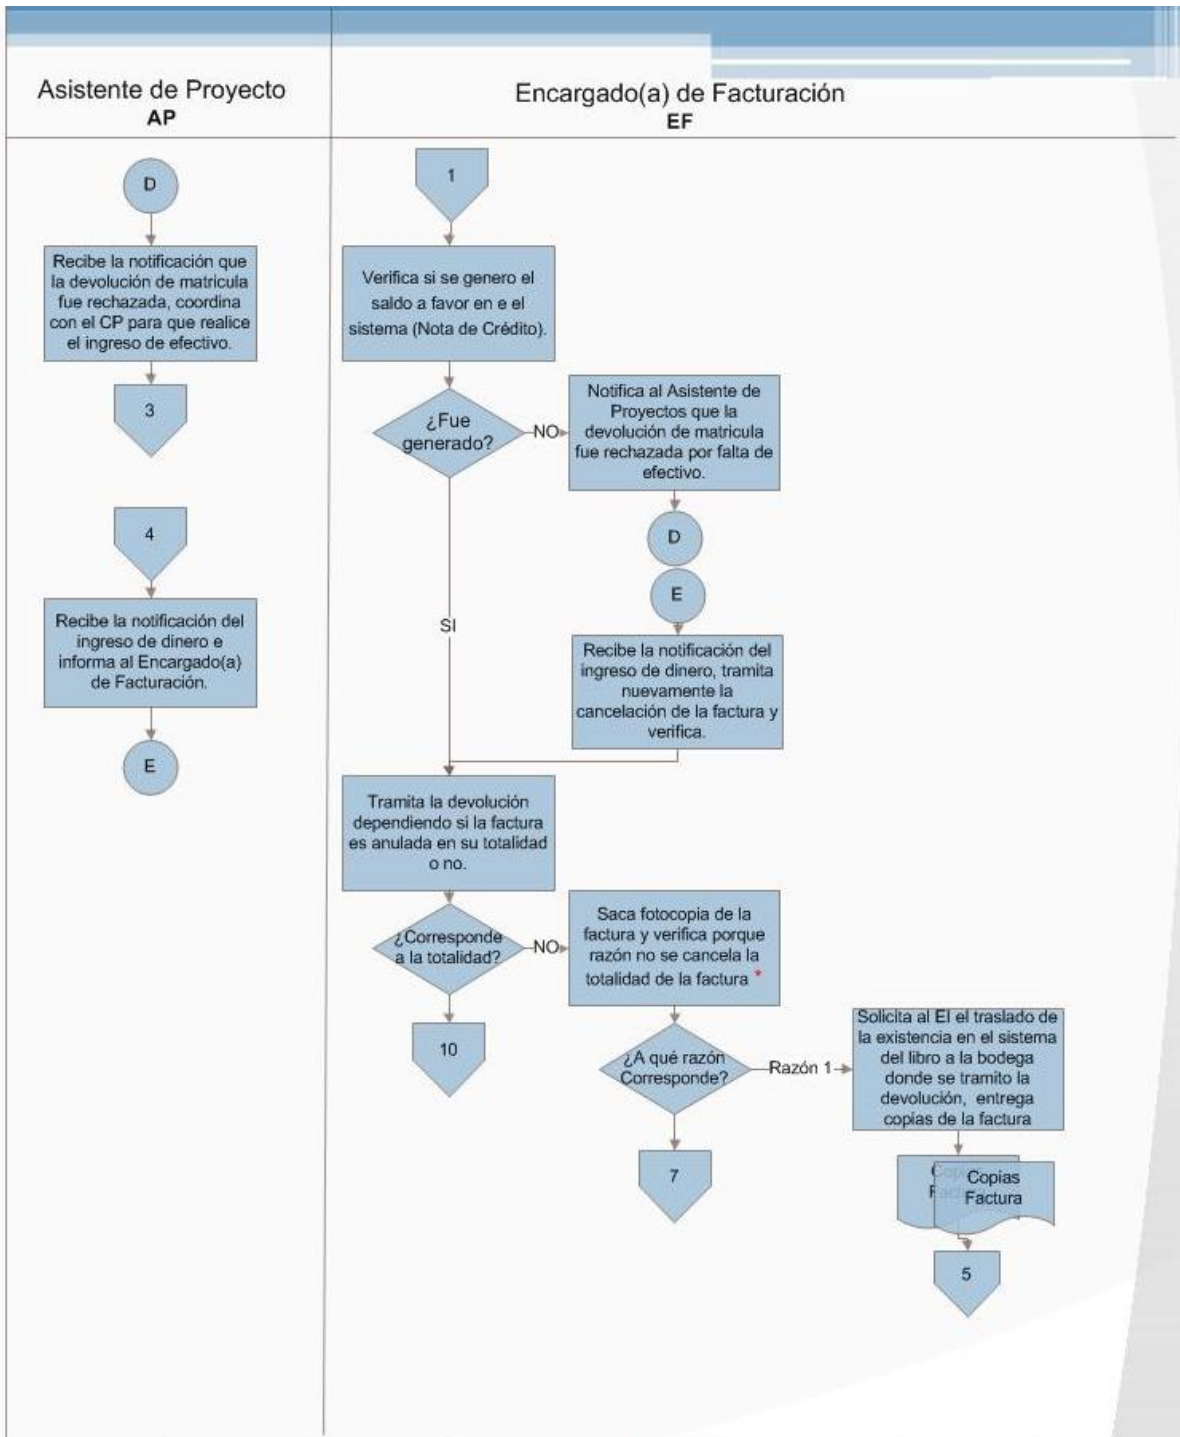 Asistente de Proyecto
AP
Encargado(a) de Facturación
EF
D
Recibe la notificación que
la devolución de matricula
fue rechazada, coordina
con el CP para que realice
el ingreso de efectivo.
3
4
Recibe la notificación del
ingreso de dinero e
informa al Encargado(a)
de Facturación.
E
1
Verifica si se genero el
saldo a favor en e el
sistema (Nota de Crédito).
¿Fue
generado?
NO
Notifica al Asistente de
Proyectos que la
devolución de matricula
fue rechazada por falta de
efectivo.
D
E
SI
Recibe la notificación del
ingreso de dinero, tramita
nuevamente la
cancelación de la factura y
verifica.
Tramita la devolución
dependiendo si la factura
es anulada en su totalidad
o no.
¿Corresponde
a la totalidad?
NO
Saca fotocopia de la
factura y verifica porque
razón no se cancela la
totalidad de la factura *
10
¿A qué razón
Corresponde?
Razón 1
Solicita al EI el traslado de
la existencia en el sistema
del libro a la bodega
donde se tramito la
devolución, entrega
copias de la factura
7
Copias
Factura
Copias
Factura
5